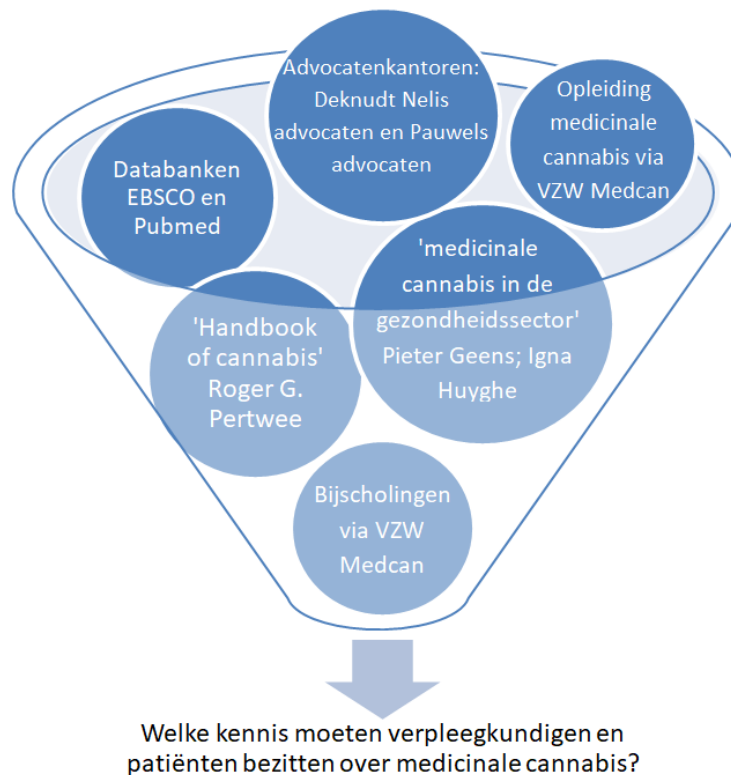 Advocatenkantoren:
Deknudt Nelis
advocaten en Pauwels
advocaten
Opleiding
medicinale
cannabis via
VZW Medcan
Databanken
EBSCO en
Pubmed
'medicinale
cannabis in de
gezondheidssector'
Pieter Geens; Igna
Huyghe
'Handbook
of cannabis'
Roger G.
Pertwee
Bijscholingen
via VZW
Medcan
Welke kennis moeten verpleegkundigen en
patiënten bezitten over medicinale cannabis?